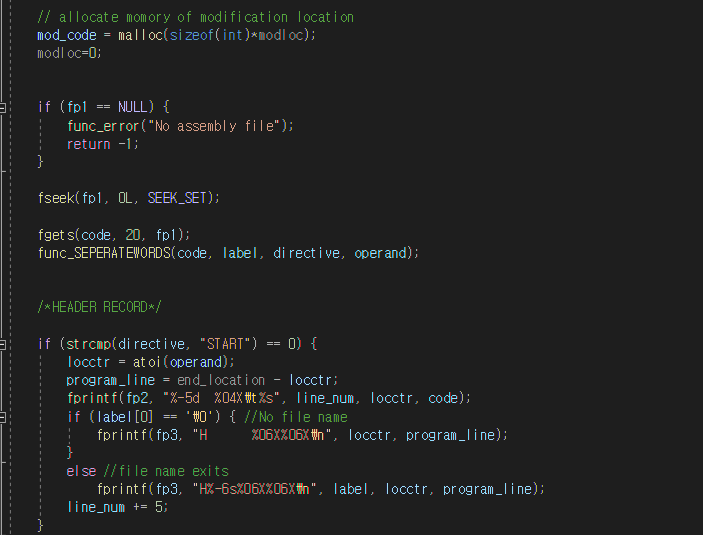 // allocate momory of modification location
mod_code = malloc(sizeof(int)*modloc);
modloc=0;
if (fp1 == NULL) {
func_error("No assembly file");
return -1;
}
fseek(fp1, 0L, SEEK_SET);
fgets(code, 20, fp1);
func_SEPERATEWORDS(code, label, directive, operand);
/*HEADER RECORD*/
if (strcmp(directive, "START") == 0) {
locctr = atoi(operand);
program_line = end_location - locctr;
fprintf(fp2, "%-5d  %04X₩t%s", line_num, locctr, code);
if (label[0] == '₩0') { //No file name
fprintf(fp3, "H      %06X%06X₩n", locctr, program_line);
}
else //file name exits
fprintf(fp3, "H%-6s%06X%06X₩n", label, locctr, program_line);
line_num += 5;
}